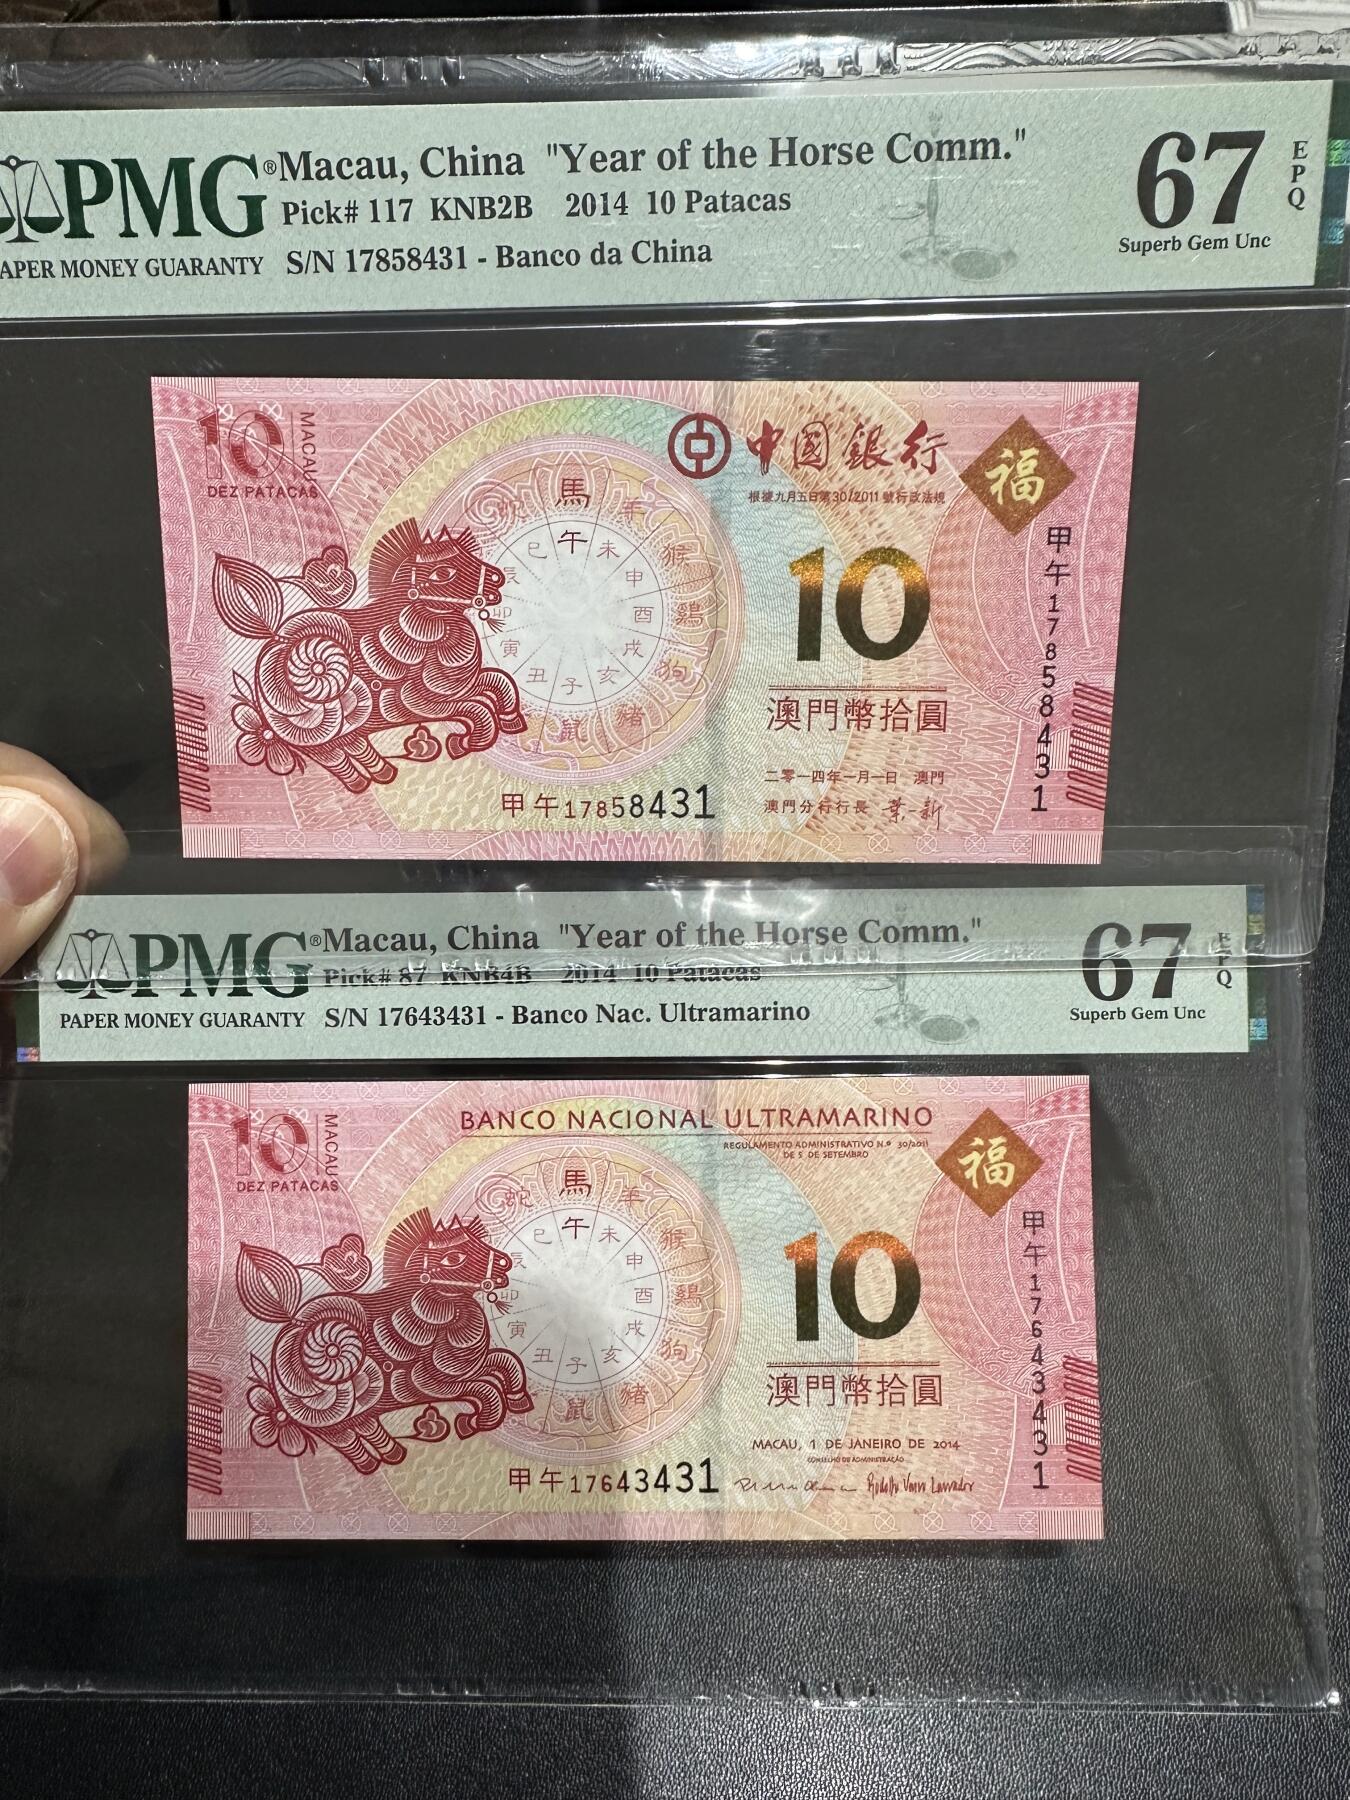 PMG® Macau, China "Year of the Horse Comm." 67 EPQ
Pick# 117 KNB2B 2014 10 Patacas
Superb Gem Unc
APER MONEY GUARANTY S/N 17858431 - Banco da China
10 MACAU
DEZ PATACAS
中國銀行
福
根據九月五日第30/2011號行政法規
馬
羊
猴
鷄
狗
豬
鼠
蛇
午
未
申
酉
戌
亥
子
丑
寅
卯
辰
巳
10
澳門幣拾圓
二零一四年一月一日 澳門
澳門分行行長
甲午17858431
甲午17858431
PMG® Macau, China "Year of the Horse Comm." 67 EPQ
Pick# 87 KNB4B 2014 10 Patacas
Superb Gem Unc
PAPER MONEY GUARANTY S/N 17643431 - Banco Nac. Ultramarino
10 MACAU
DEZ PATACAS
BANCO NACIONAL ULTRAMARINO
REGULAMENTO ADMINISTRATIVO N.º 30/2011
DE 5 DE SETEMBRO
福
馬
羊
猴
鷄
狗
豬
鼠
蛇
午
未
申
酉
戌
亥
子
丑
寅
卯
辰
巳
10
澳門幣拾圓
MACAU, 1 DE JANEIRO DE 2014
CONSELHO DE ADMINISTRAÇÃO
甲午17643431
甲午17643431